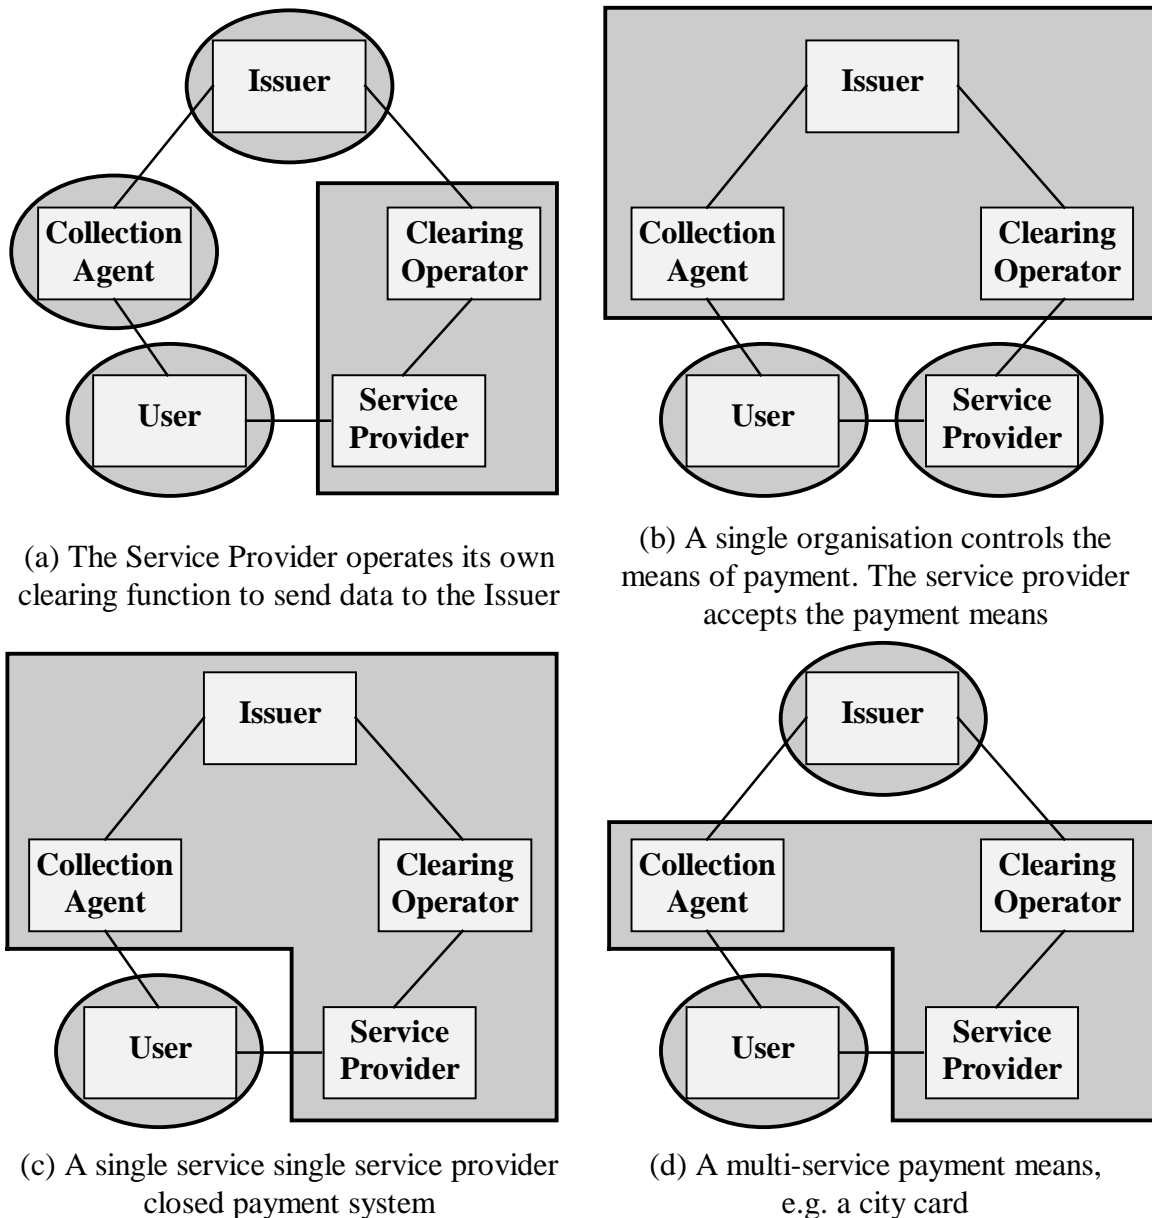 Issuer
Collection
Agent
Clearing
Operator
User
Service
Provider
(a) The Service Provider operates its own
clearing function to send data to the Issuer
Issuer
Collection
Agent
Clearing
Operator
User
Service
Provider
(b) A single organisation controls the
means of payment. The service provider
accepts the payment means
Issuer
Collection
Agent
Clearing
Operator
User
Service
Provider
(c) A single service single service provider
closed payment system
Issuer
Collection
Agent
Clearing
Operator
User
Service
Provider
(d) A multi-service payment means,
e.g. a city card